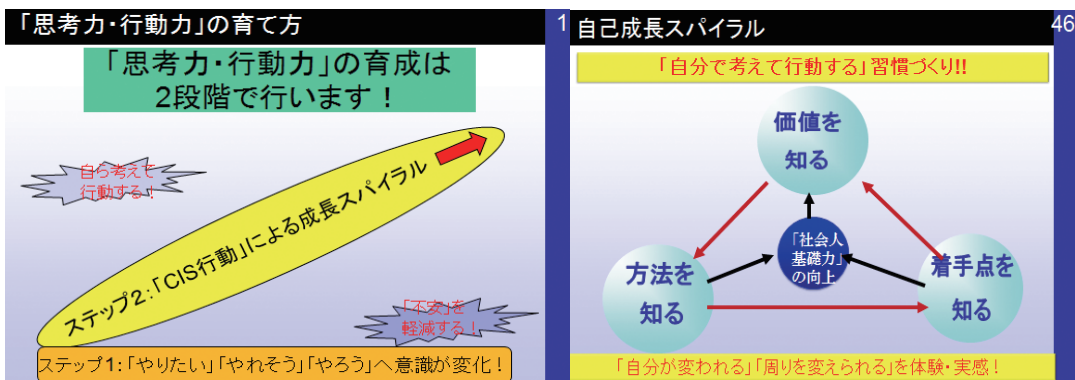 「思考力・行動力」の育て方
1
「思考力・行動力」の育成は
2段階で行います！
自ら考えて
行動する！
ステップ2:「CIS行動」による成長スパイラル
「不安」を
軽減する！
ステップ1:「やりたい」「やれそう」「やろう」へ意識が変化！
自己成長スパイラル
46
「自分で考えて行動する」習慣づくり!!
価値を
知る
「社会人
基礎力」
の向上
方法を
知る
着手点を
知る
「自分が変われる」「周りを変えられる」を体験・実感！